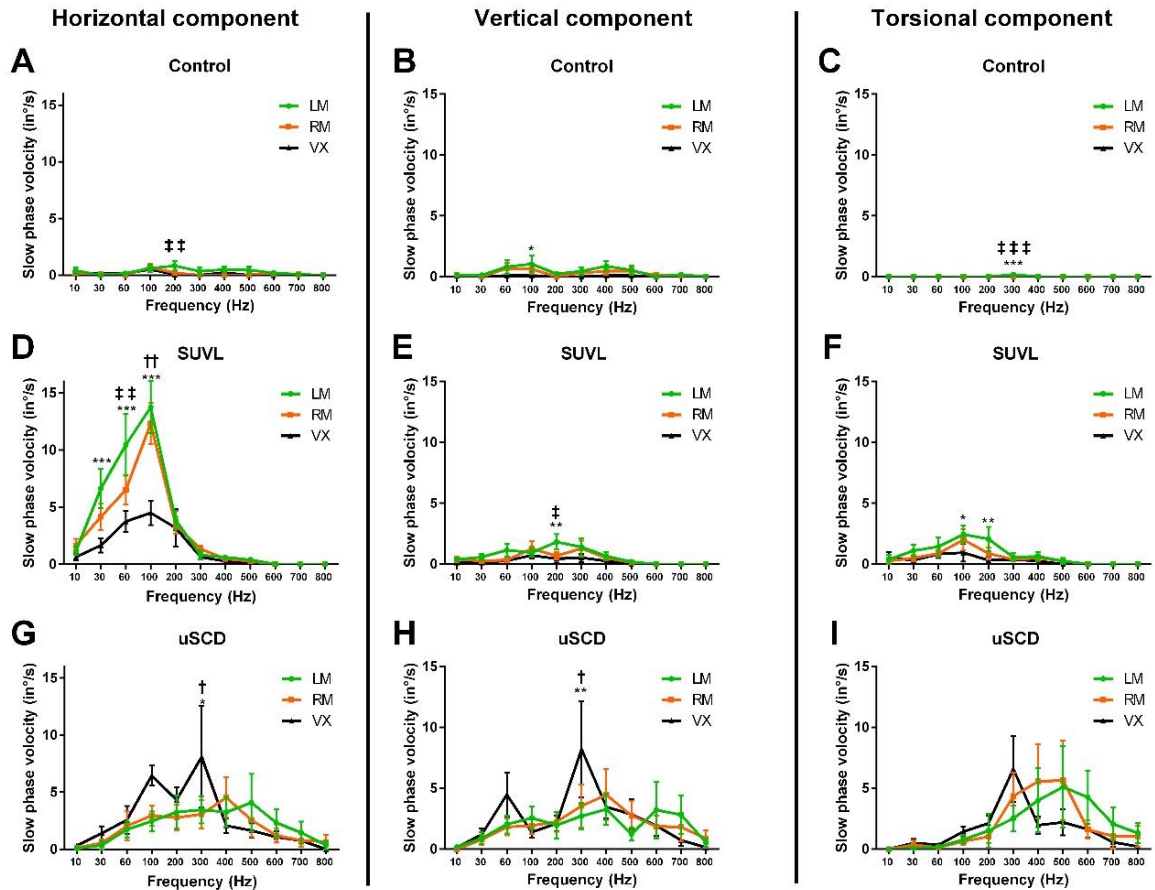 Horizontal component
Vertical component
Torsional component
A
Control
Slow phase volocity (in°/s)
15
10
5
0
LM
RM
VX
‡‡
10 30 60 100 200 300 400 500 600 700 800
Frequency (Hz)
B
Control
Slow phase volocity (in°/s)
15
10
5
0
LM
RM
VX
*
10 30 60 100 200 300 400 500 600 700 800
Frequency (Hz)
C
Control
Slow phase volocity (in°/s)
15
10
5
0
LM
RM
VX
‡‡‡
***
10 30 60 100 200 300 400 500 600 700 800
Frequency (Hz)
D
SUVL
Slow phase volocity (in°/s)
15
10
5
0
LM
RM
VX
††
***
‡‡
***
***
10 30 60 100 200 300 400 500 600 700 800
Frequency (Hz)
E
SUVL
Slow phase volocity (in°/s)
15
10
5
0
LM
RM
VX
‡
**
10 30 60 100 200 300 400 500 600 700 800
Frequency (Hz)
F
SUVL
Slow phase volocity (in°/s)
15
10
5
0
LM
RM
VX
* **
10 30 60 100 200 300 400 500 600 700 800
Frequency (Hz)
G
uSCD
Slow phase volocity (in°/s)
15
10
5
0
LM
RM
VX
†
*
10 30 60 100 200 300 400 500 600 700 800
Frequency (Hz)
H
uSCD
Slow phase volocity (in°/s)
15
10
5
0
LM
RM
VX
†
**
10 30 60 100 200 300 400 500 600 700 800
Frequency (Hz)
I
uSCD
Slow phase volocity (in°/s)
15
10
5
0
LM
RM
VX
10 30 60 100 200 300 400 500 600 700 800
Frequency (Hz)